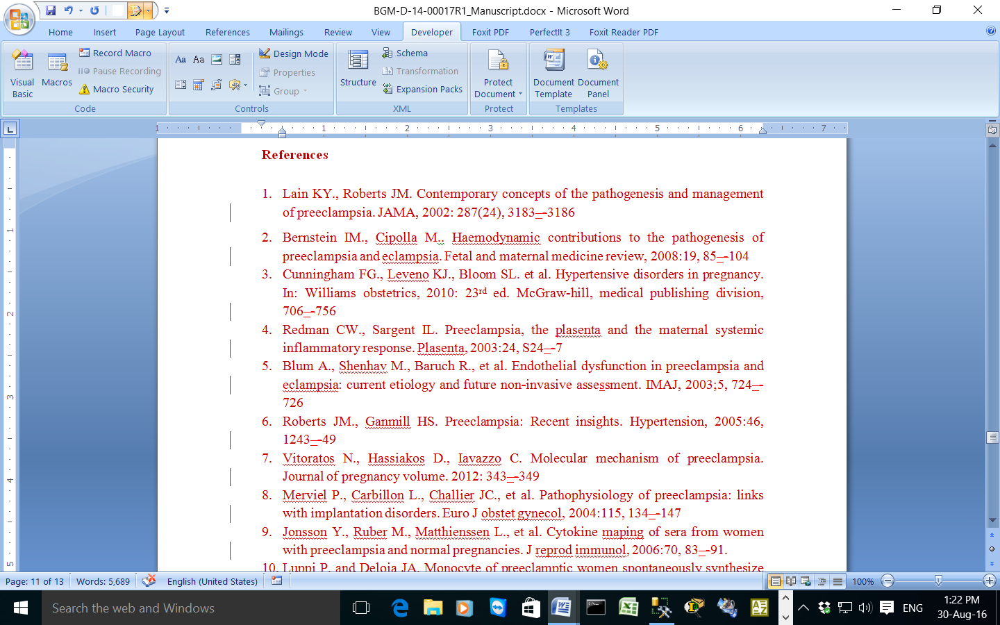 BGM-D-14-00017R1_Manuscript.docx - Microsoft Word
Home Insert Page Layout References Mailings Review View Developer Foxit PDF PerfectIt 3 Foxit Reader PDF
Visual Basic
Macros
Record Macro
Pause Recording
Macro Security
Code
Aa Aa
Design Mode
Properties
Group
Controls
Structure
Schema
Transformation
Expansion Packs
XML
Protect Document
Protect
Document Template
Document Panel
Templates
1 1 2 3 4 5 6 7
1
2
3
4
5
References
1. Lain KY., Roberts JM. Contemporary concepts of the pathogenesis and management
of preeclampsia. JAMA, 2002: 287(24), 3183–-3186
2. Bernstein IM., Cipolla M.. Haemodynamic contributions to the pathogenesis of
preeclampsia and eclampsia. Fetal and maternal medicine review, 2008:19, 85–-104
3. Cunningham FG., Leveno KJ., Bloom SL. et al. Hypertensive disorders in pregnancy.
In: Williams obstetrics, 2010: 23rd ed. McGraw-hill, medical publishing division,
706–-756
4. Redman CW., Sargent IL. Preeclampsia, the plasenta and the maternal systemic
inflammatory response. Plasenta, 2003:24, S24–-7
5. Blum A., Shenhav M., Baruch R., et al. Endothelial dysfunction in preeclampsia and
eclampsia: current etiology and future non-invasive assessment. IMAJ, 2003;5, 724–-
726
6. Roberts JM., Ganmill HS. Preeclampsia: Recent insights. Hypertension, 2005:46,
1243–-49
7. Vitoratos N., Hassiakos D., Iavazzo C. Molecular mechanism of preeclampsia.
Journal of pregnancy volume. 2012: 343–-349
8. Merviel P., Carbillon L., Challier JC., et al. Pathophysiology of preeclampsia: links
with implantation disorders. Euro J obstet gynecol, 2004:115, 134–-147
9. Jonsson Y., Ruber M., Matthienssen L., et al. Cytokine maping of sera from women
with preeclampsia and normal pregnancies. J reprod immunol, 2006:70, 83–-91.
10. Luppi P. and Deloia JA. Monocyte of preeclamptic women spontaneously synthesize
Page: 11 of 13 Words: 5,689 English (United States) 100%
Search the web and Windows
ENG
1:22 PM
30-Aug-16